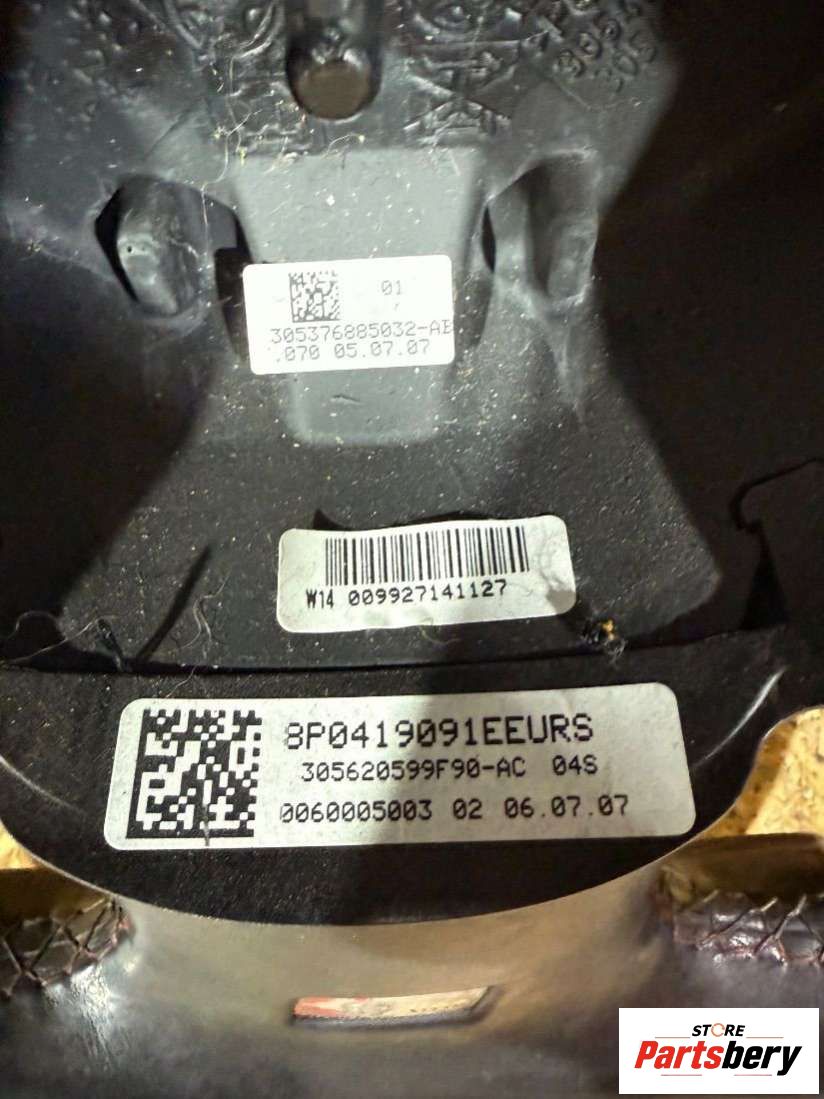 01
305376885032-AB
.070 05.07.07
W14 009927141127
8P0419091EEURS
305620599F90-AC 04S
0060005003 02 06.07.07
STORE
Partsbery